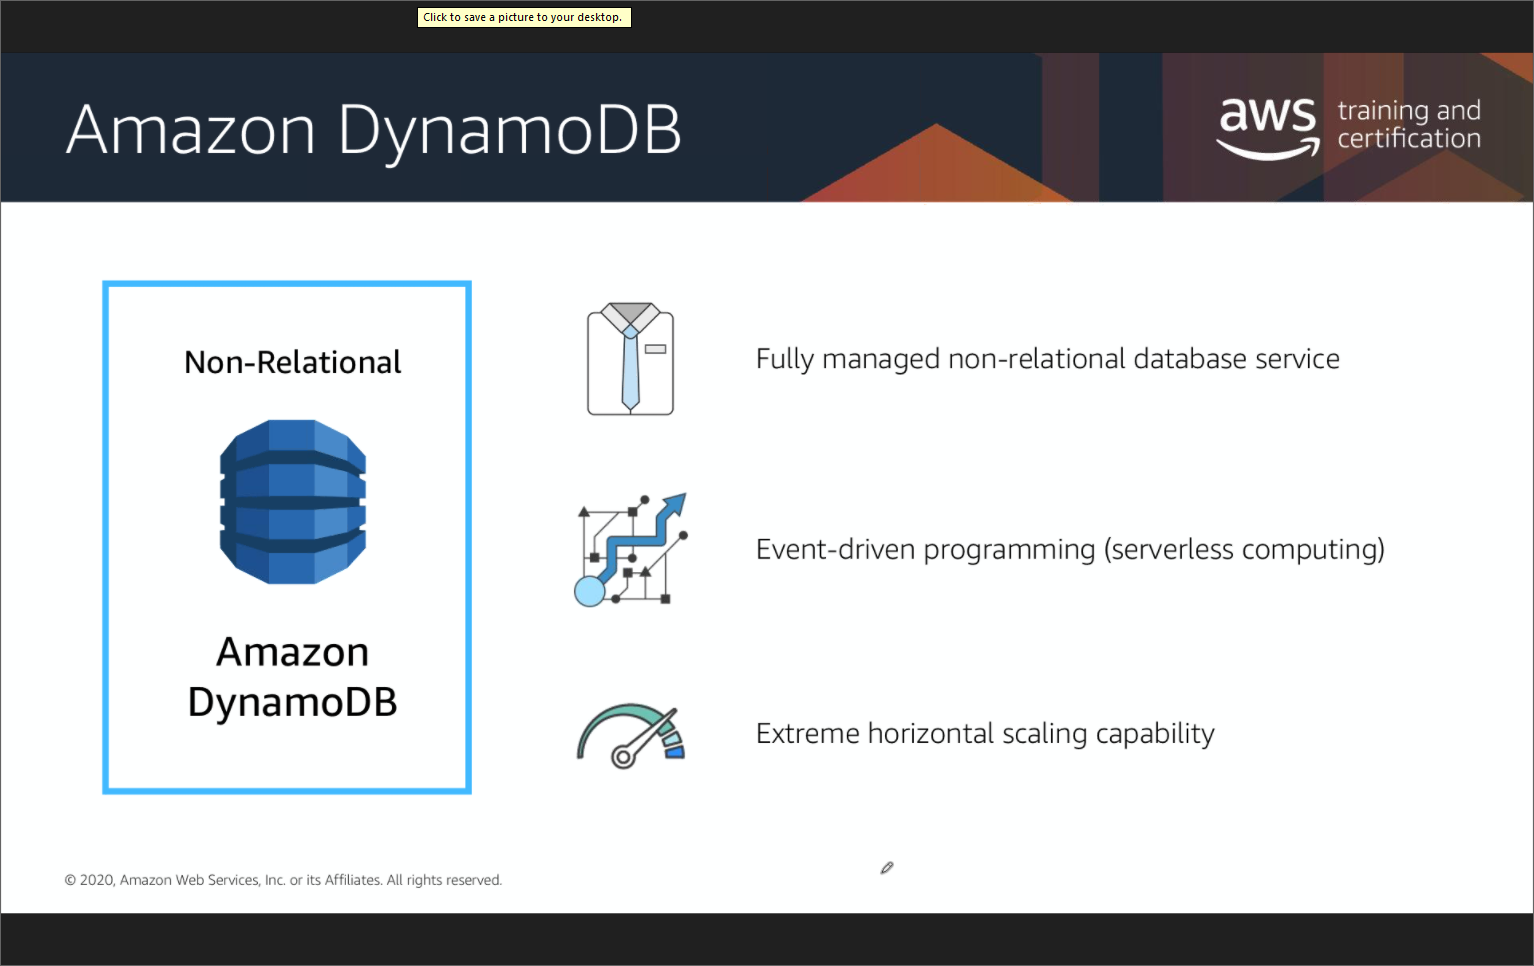 Click to save a picture to your desktop.
Amazon DynamoDB
aws training and
certification
Non-Relational
Amazon
DynamoDB
Fully managed non-relational database service
Event-driven programming (serverless computing)
Extreme horizontal scaling capability
© 2020, Amazon Web Services, Inc. or its Affiliates. All rights reserved.